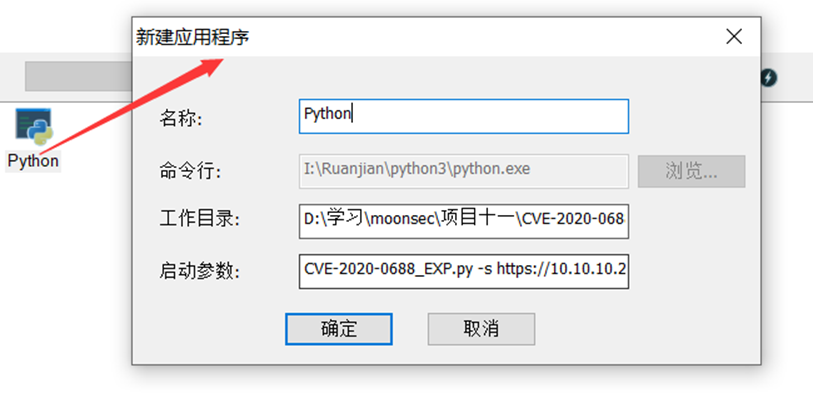 新建应用程序
Python
名称: Python
命令行: I:\Ruanjian\python3\python.exe 浏览...
工作目录: D:\学习\moonsec\项目十一\CVE-2020-068
启动参数: CVE-2020-0688_EXP.py -s https://10.10.10.2
确定 取消